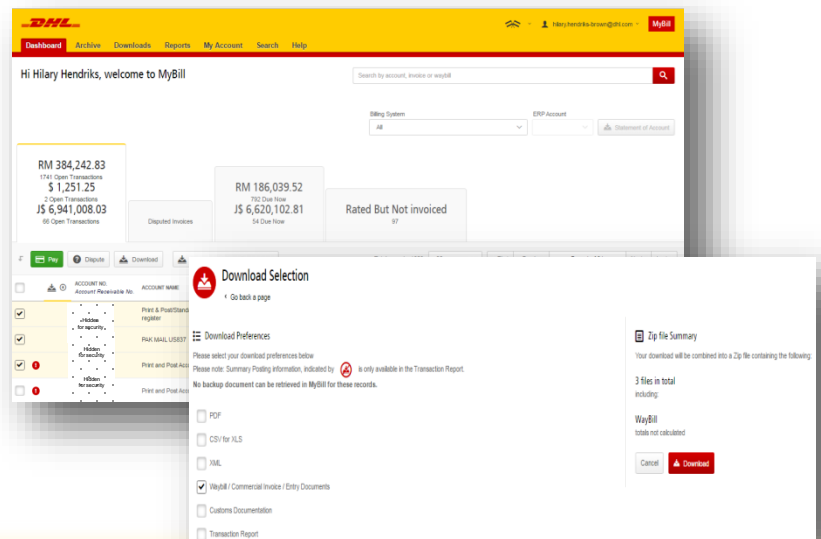 DHL
hilary.hendriks-brown@dhl.com
MyBill
Dashboard Archive Downloads Reports My Account Search Help
Hi Hilary Hendriks, welcome to MyBill
Search by account, invoice or waybill
Billing System
ERP Account
All
Statement of Account
RM 384,242.83
1741 Open Transactions
$ 1,251.25
2 Open Transactions
J$ 6,941,008.03
66 Open Transactions
Disputed Invoices
RM 186,039.52
792 Due Now
J$ 6,620,102.81
54 Due Now
Rated But Not invoiced
97
Pay Dispute Download
ACCOUNT NO.
Account Receivable No.
ACCOUNT NAME
Hidden
for security
Print & Post/Stand
register
Hidden
for security
PAK MAIL US837
Print and Post Acc
Hidden
for security
Print and Post Acc
Download Selection
Go back a page
Download Preferences
Please select your download preferences below
Please note: Summary Posting information, indicated by is only available in the Transaction Report.
No backup document can be retrieved in MyBill for these records.
PDF
CSV for XLS
XML
Waybill / Commercial Invoice / Entry Documents
Customs Documentation
Transaction Report
Zip file Summary
Your download will be combined into a Zip file containing the following:
3 files in total
including:
WayBill
totals not calculated
Cancel Download